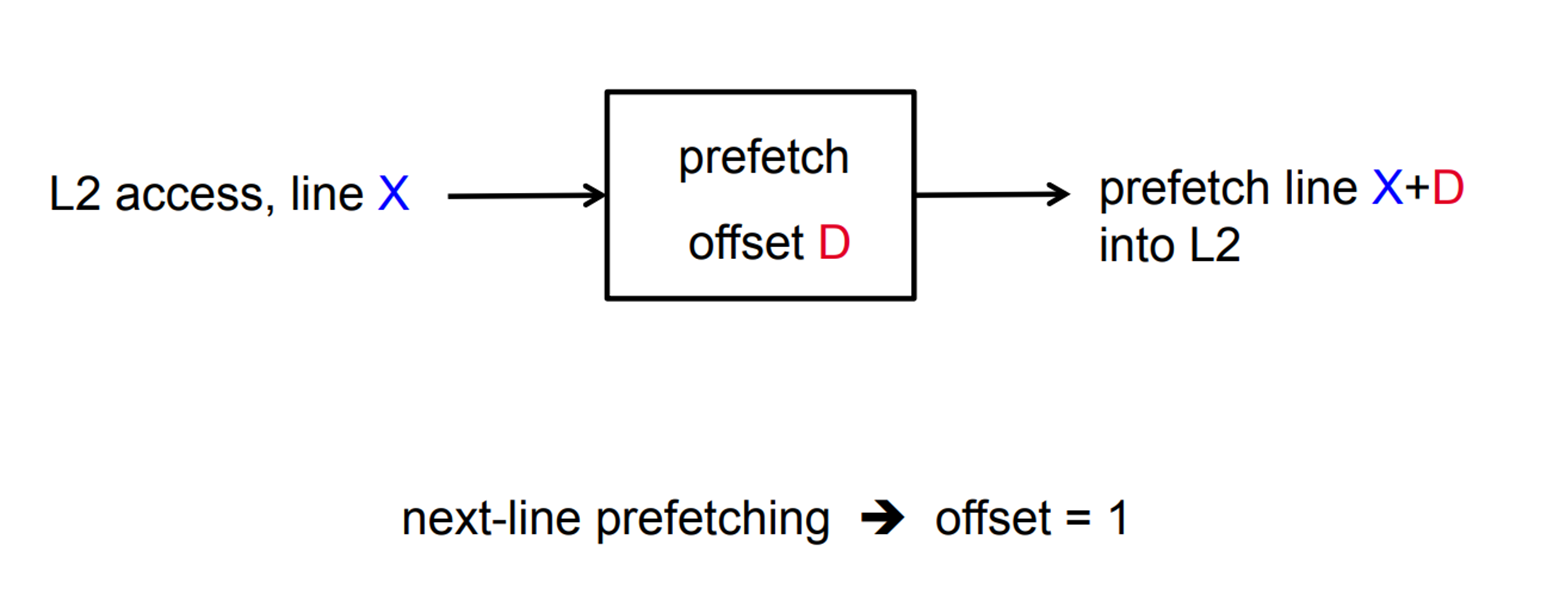 L2 access, line X
prefetch
offset D
prefetch line X+D
into L2
next-line prefetching ➔ offset = 1